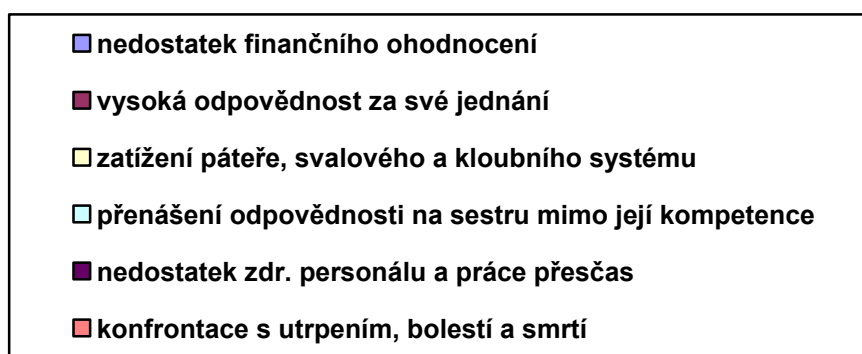 nedostatek finančního ohodnocení
vysoká odpovědnost za své jednání
zatížení páteře, svalového a kloubního systému
přenášení odpovědnosti na sestru mimo její kompetence
nedostatek zdr. personálu a práce přesčas
konfrontace s utrpením, bolestí a smrtí